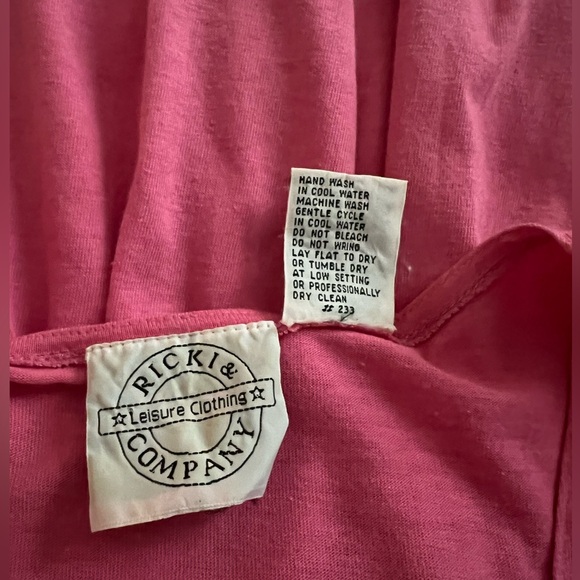 HAND WASH
IN COOL WATER
MACHINE WASH
GENTLE CYCLE
IN COOL WATER
DO NOT BLEACH
DO NOT WRING
LAY FLAT TO DRY
OR TUMBLE DRY
AT LOW SETTING
OR PROFESSIONALLY
DRY CLEAN
233
RICKI &
☆ Leisure Clothing ☆
COMPANY